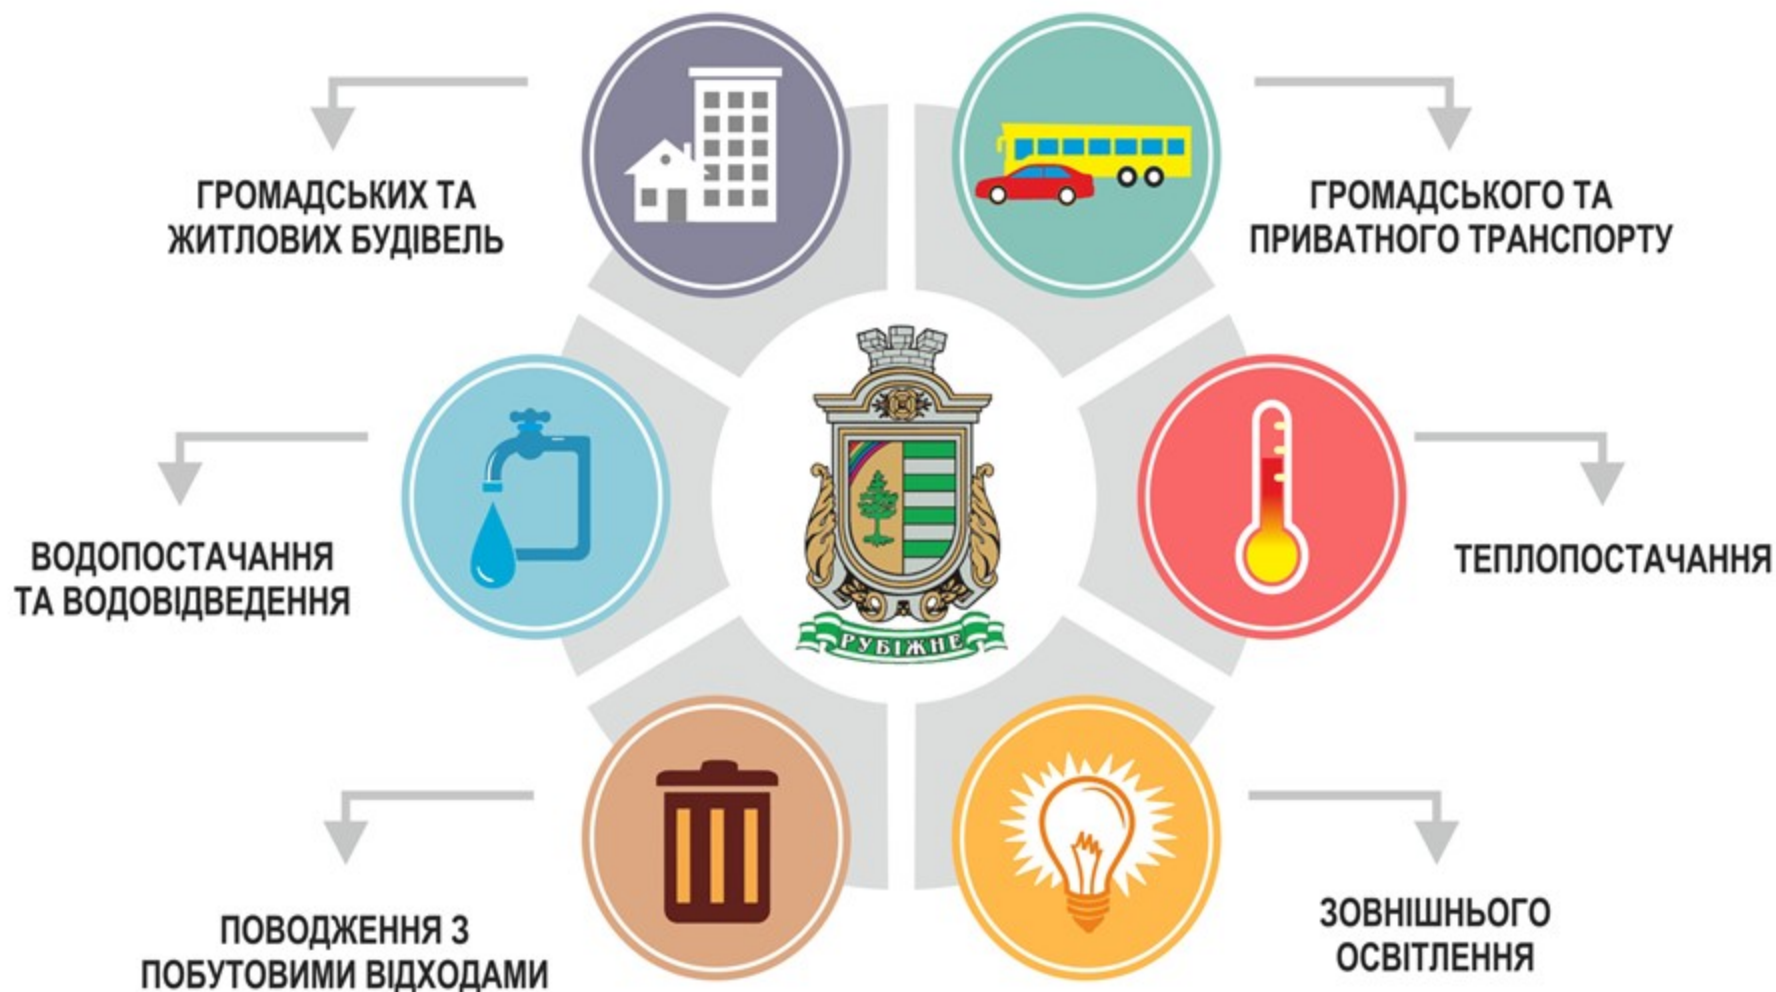 ГРОМАДСЬКИХ ТА
ЖИТЛОВИХ БУДІВЕЛЬ
ГРОМАДСЬКОГО ТА
ПРИВАТНОГО ТРАНСПОРТУ
ВОДОПОСТАЧАННЯ
ТА ВОДОВІДВЕДЕННЯ
ТЕПЛОПОСТАЧАННЯ
РУБІЖНЕ
ПОВОДЖЕННЯ З
ПОБУТОВИМИ ВІДХОДАМИ
ЗОВНІШНЬОГО
ОСВІТЛЕННЯ